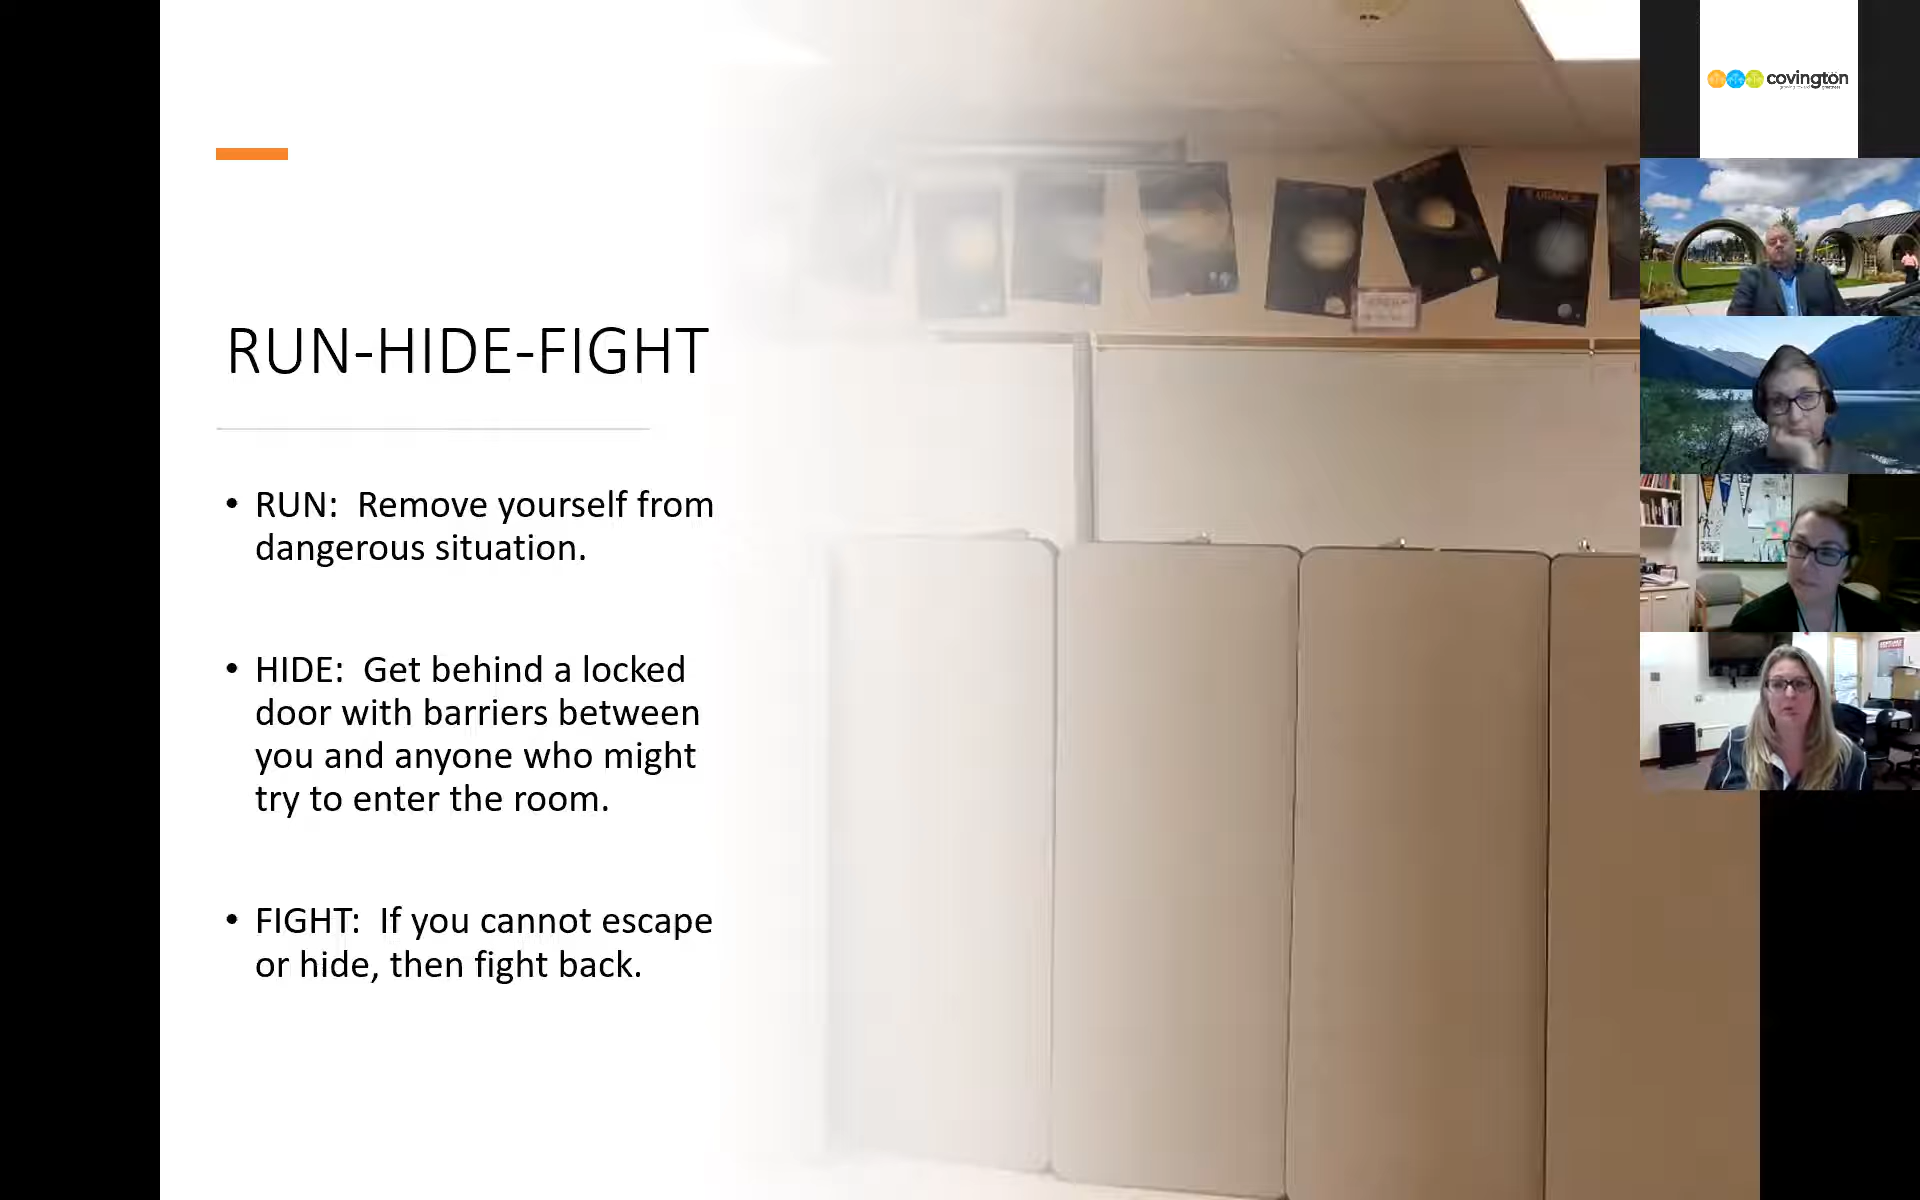 RUN-HIDE-FIGHT
• RUN:  Remove yourself from
dangerous situation.
• HIDE:  Get behind a locked
door with barriers between
you and anyone who might
try to enter the room.
• FIGHT:  If you cannot escape
or hide, then fight back.
covington